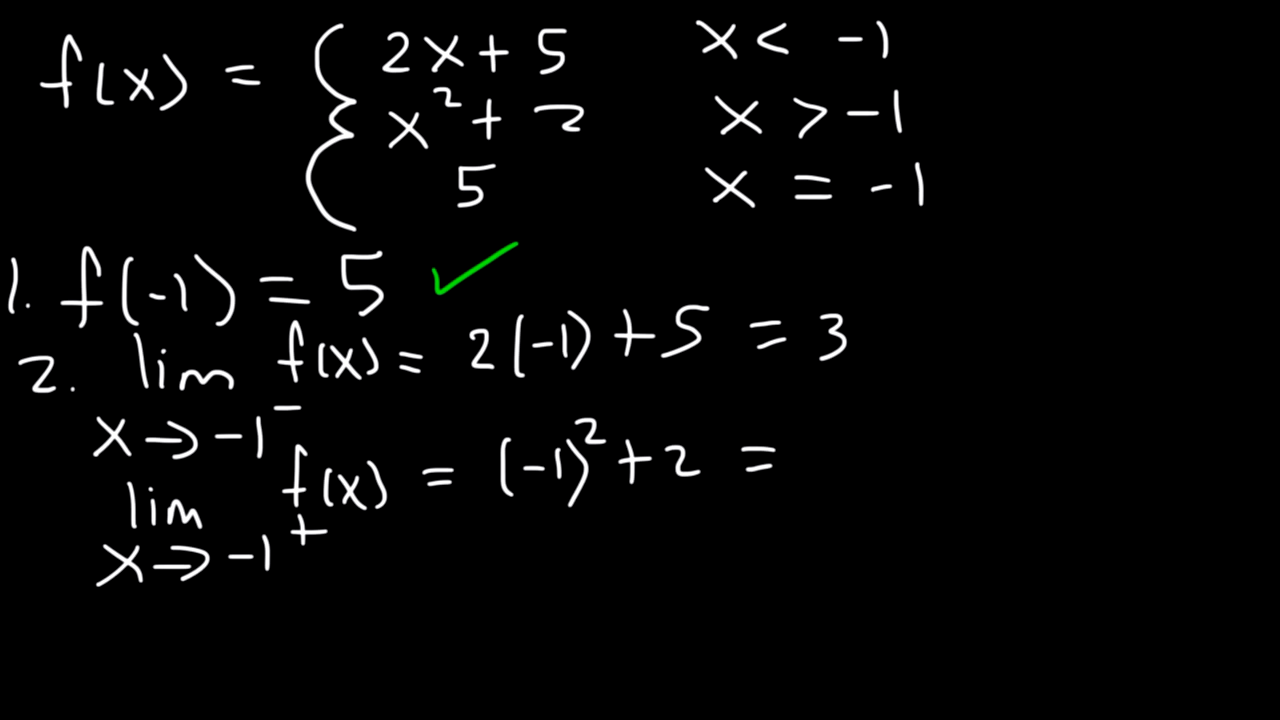 f(x) = { 2x + 5 x < -1
x² + 2 x > -1
5 x = -1
1. f(-1) = 5 ✓
2. lim f(x) = 2(-1) + 5 = 3
x → -1⁻
lim f(x) = (-1)² + 2 =
x → -1⁺